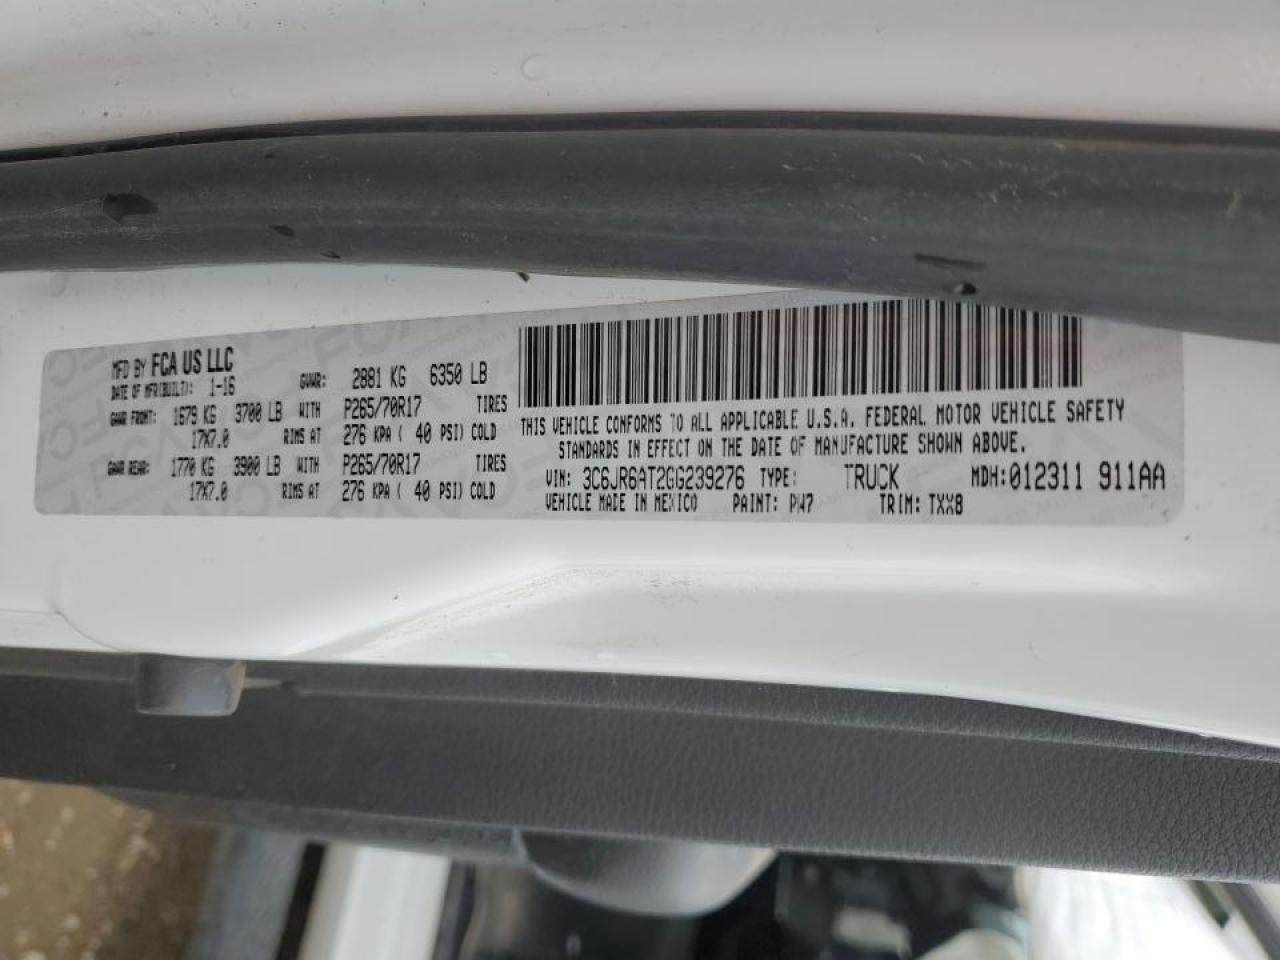 MFD BY FCA US LLC
DATE OF MFR(BUILT): 1-16 GVWR: 2881 KG 6350 LB
GAWR FRONT: 1679 KG 3700 LB WITH P265/70R17 TIRES
17X7.0 RIMS AT 276 KPA ( 40 PSI) COLD
GAWR REAR: 1770 KG 3900 LB WITH P265/70R17 TIRES
17X7.0 RIMS AT 276 KPA ( 40 PSI) COLD
THIS VEHICLE CONFORMS TO ALL APPLICABLE U.S.A. FEDERAL MOTOR VEHICLE SAFETY
STANDARDS IN EFFECT ON THE DATE OF MANUFACTURE SHOWN ABOVE.
VIN: 3C6JR6AT2GG239276 TYPE: TRUCK MDH:012311 911AA
VEHICLE MADE IN MEXICO PAINT: PW7 TRIM: TXX8